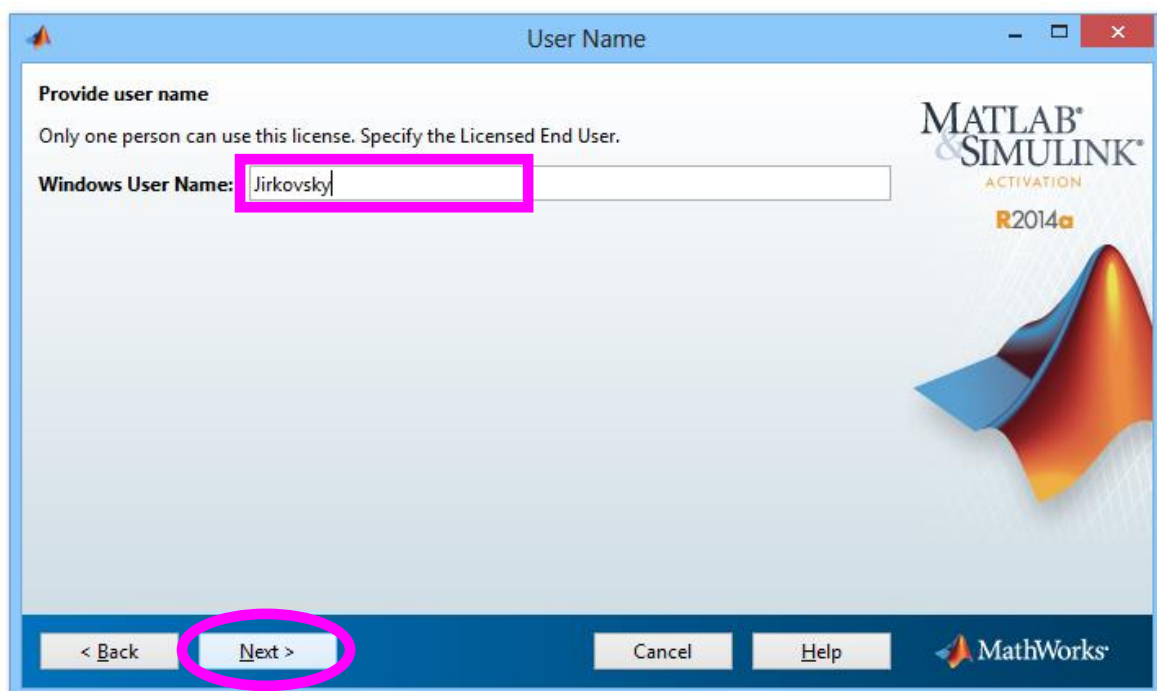 User Name
Provide user name
Only one person can use this license. Specify the Licensed End User.
Windows User Name: Jirkovsky
MATLAB®
&SIMULINK®
ACTIVATION
R2014a
< Back Next > Cancel Help MathWorks®